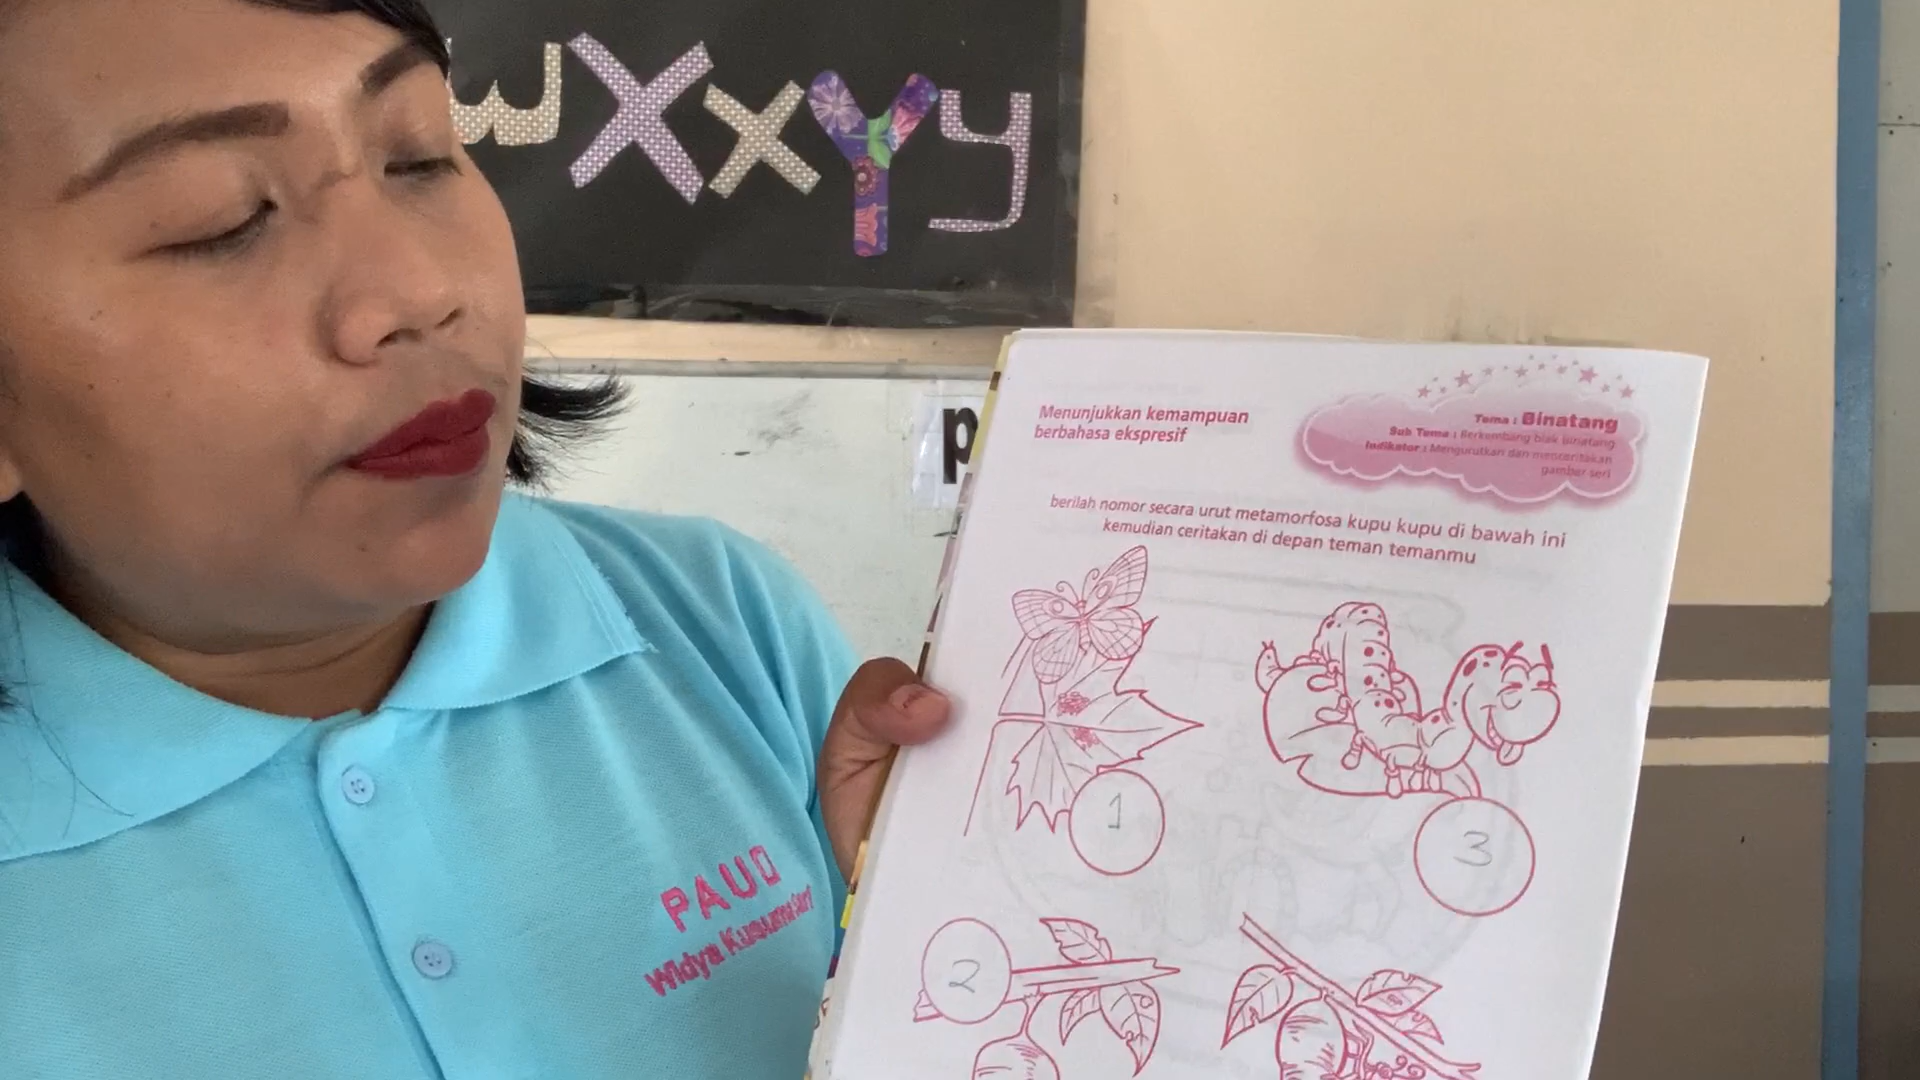 w X x Y y
p
Menunjukkan kemampuan
berbahasa ekspresif
Tema : Binatang
Sub Tema : Berkembang biak Binatang
Indikator : Mengurutkan dan menceritakan
gambar seri
berilah nomor secara urut metamorfosa kupu kupu di bawah ini
kemudian ceritakan di depan teman temanmu
1
3
2
PAUD
Widya Kusuma Sari